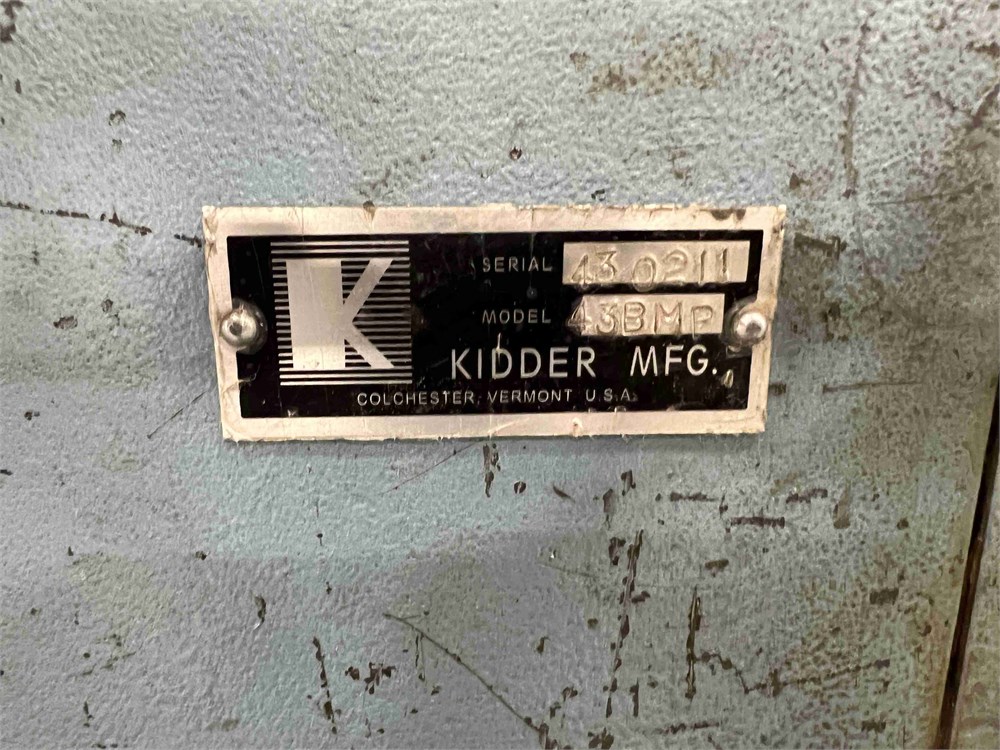 K
SERIAL 430211
MODEL 43BMP
KIDDER MFG.
COLCHESTER, VERMONT U.S.A.